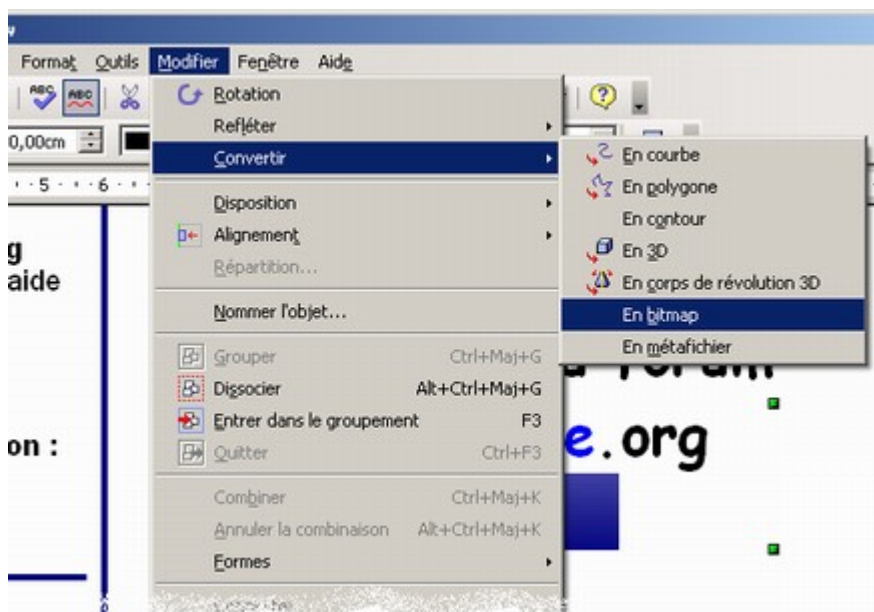 Format Outils Modifier Fenêtre Aide
ABC ABC
0,00cm
5 6
Rotation
Refléter
Convertir
Disposition
Alignement
Répartition...
Nommer l'objet...
Grouper Ctrl+Maj+G
Dissocier Alt+Ctrl+Maj+G
Entrer dans le groupement F3
Quitter Ctrl+F3
Combiner Ctrl+Maj+K
Annuler la combinaison Alt+Ctrl+Maj+K
Formes
En courbe
En polygone
En contour
En 3D
En corps de révolution 3D
En bitmap
En métafichier
g
aide
on :
forum
e.org